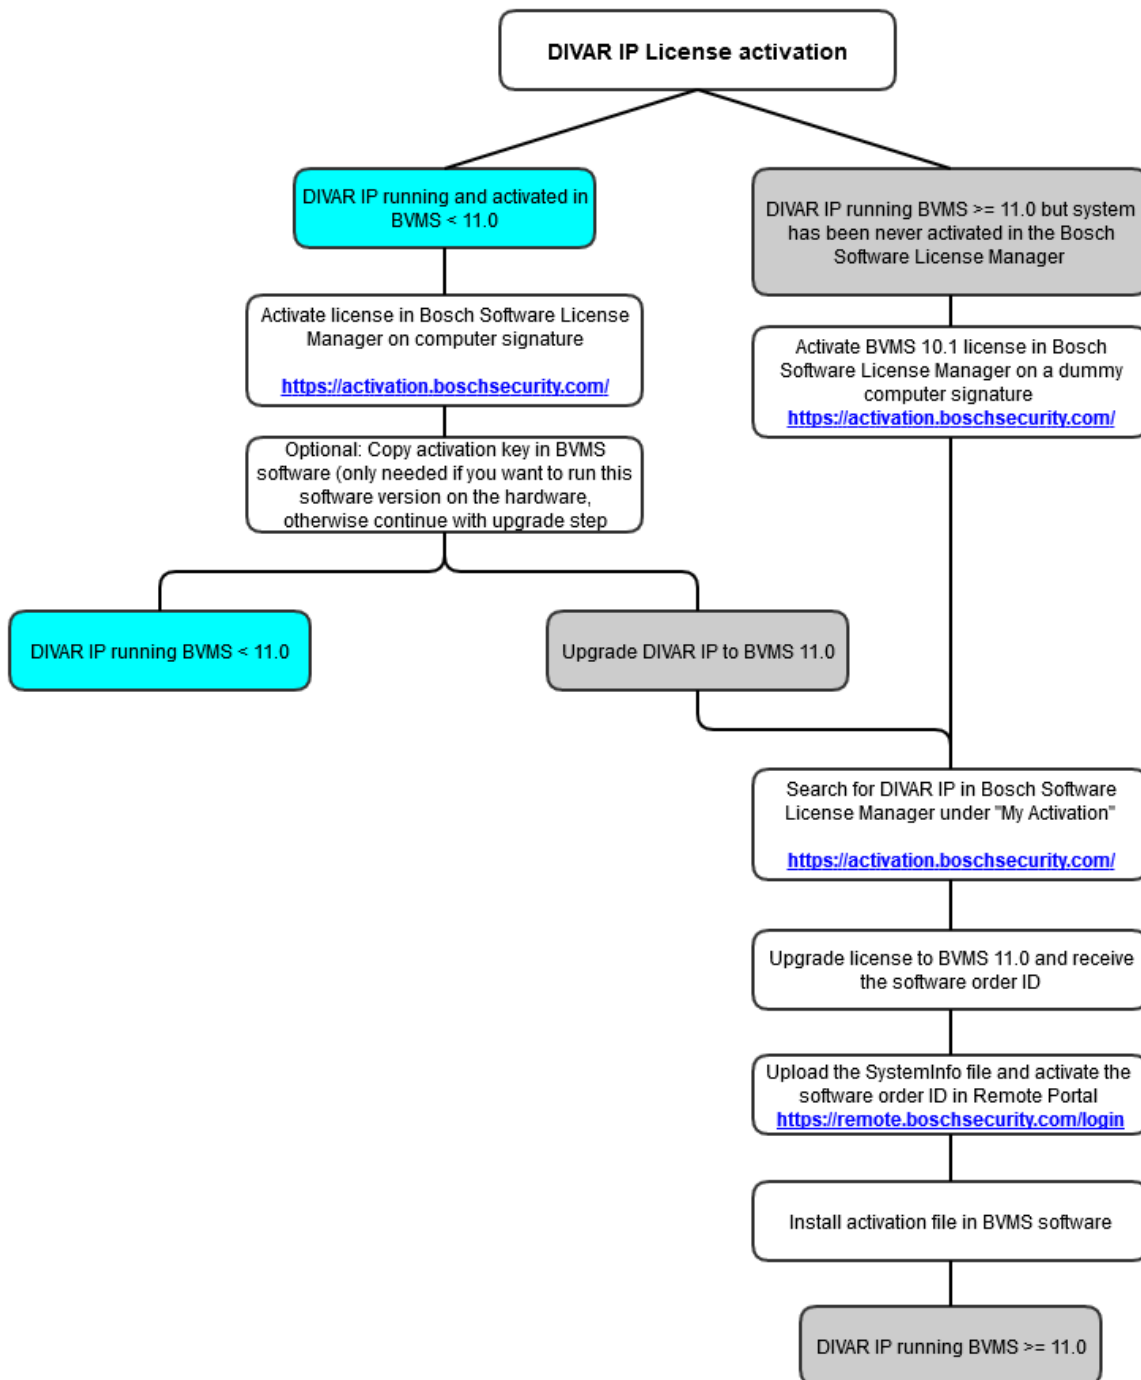 DIVAR IP License activation
DIVAR IP running and activated in
BVMS < 11.0
DIVAR IP running BVMS >= 11.0 but system
has been never activated in the Bosch
Software License Manager
Activate license in Bosch Software License
Manager on computer signature
https://activation.boschsecurity.com/
Activate BVMS 10.1 license in Bosch
Software License Manager on a dummy
computer signature
https://activation.boschsecurity.com/
Optional: Copy activation key in BVMS
software (only needed if you want to run this
software version on the hardware,
otherwise continue with upgrade step
DIVAR IP running BVMS < 11.0
Upgrade DIVAR IP to BVMS 11.0
Search for DIVAR IP in Bosch Software
License Manager under "My Activation"
https://activation.boschsecurity.com/
Upgrade license to BVMS 11.0 and receive
the software order ID
Upload the SystemInfo file and activate the
software order ID in Remote Portal
https://remote.boschsecurity.com/login
Install activation file in BVMS software
DIVAR IP running BVMS >= 11.0